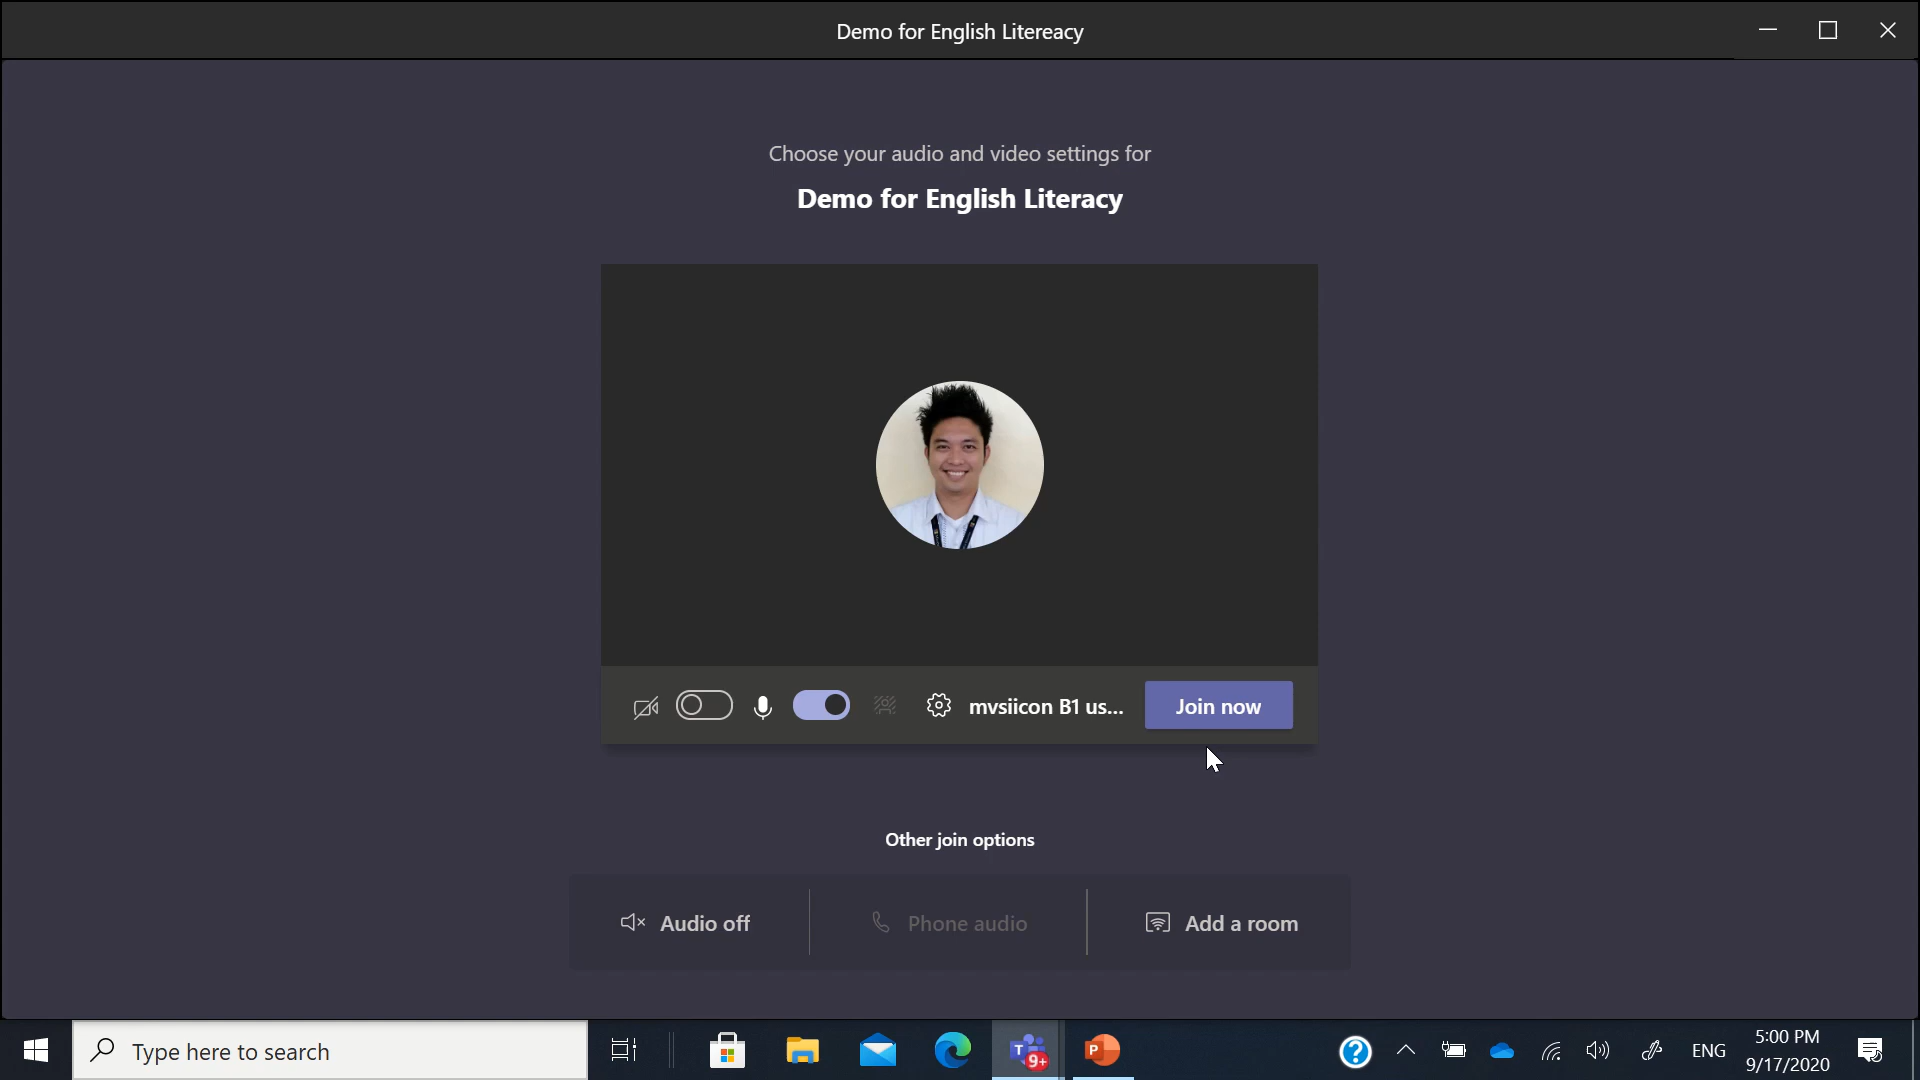 Demo for English Litereacy
Choose your audio and video settings for
Demo for English Literacy
mvsiicon B1 us...
Join now
Other join options
Audio off
Phone audio
Add a room
Type here to search
T
9+
P
?
ENG
5:00 PM
9/17/2020